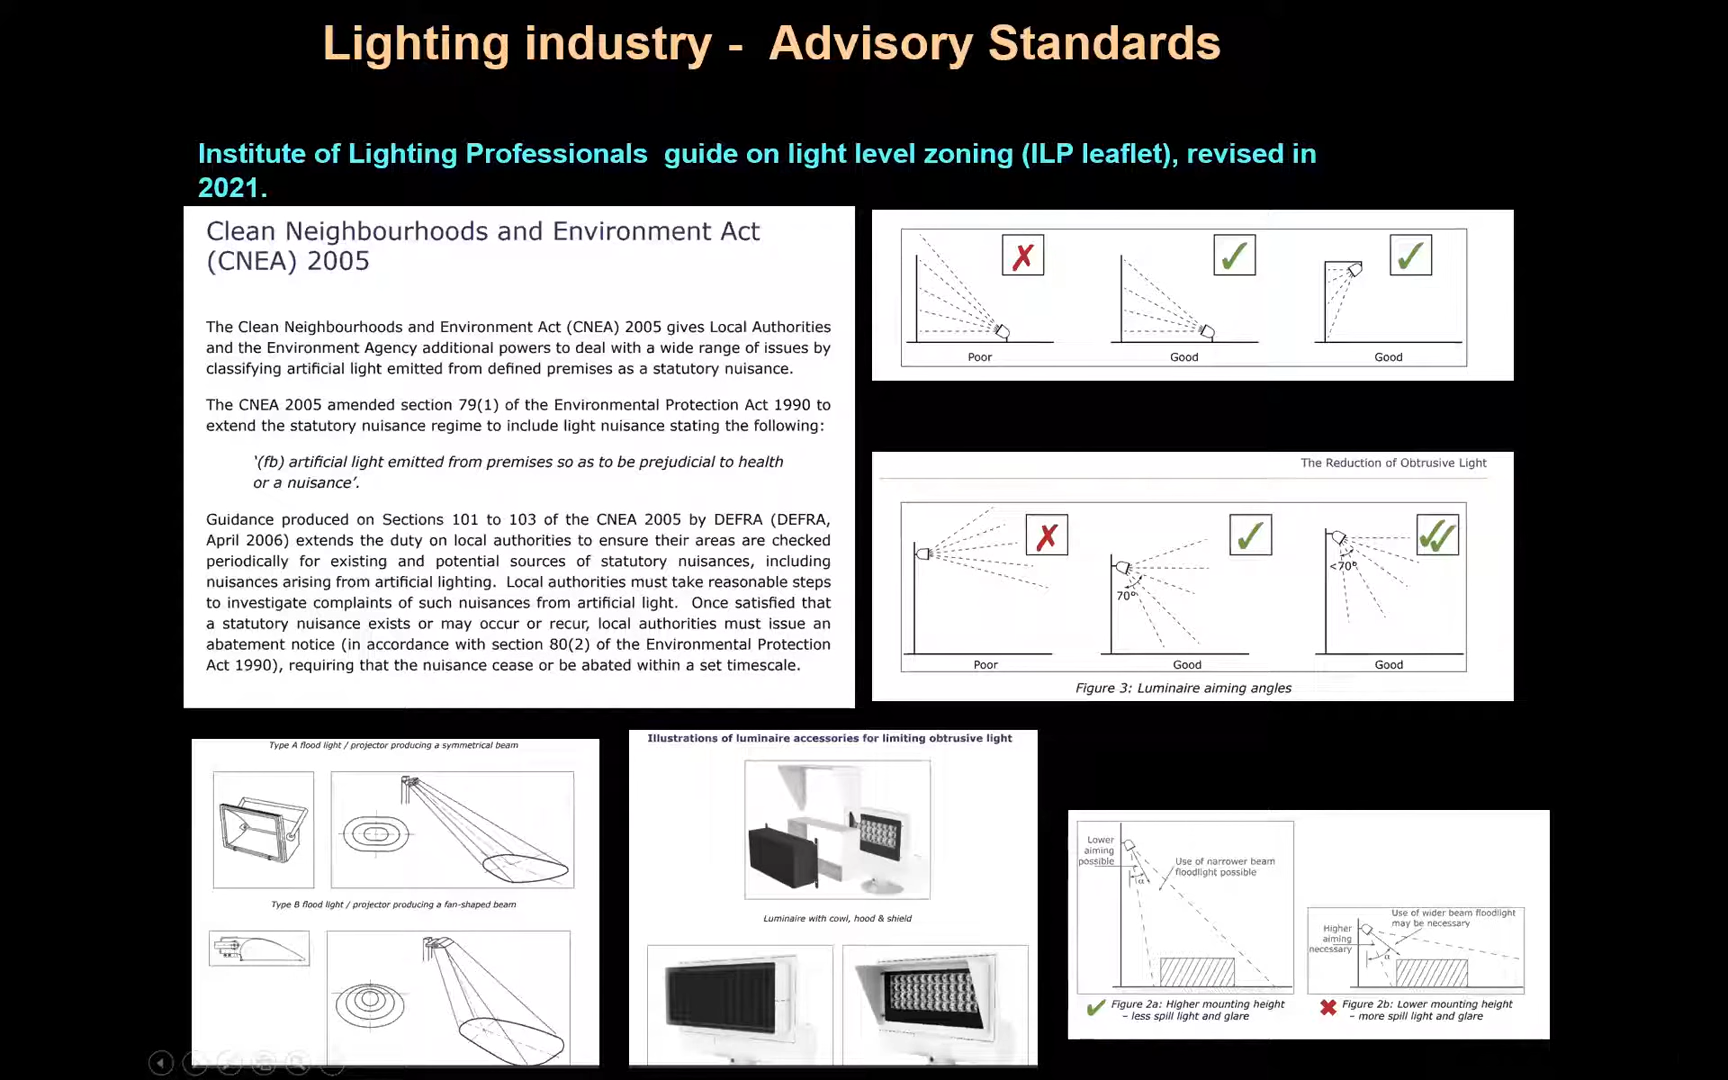 Lighting industry -  Advisory Standards
Institute of Lighting Professionals  guide on light level zoning (ILP leaflet), revised in
2021.
Clean Neighbourhoods and Environment Act
(CNEA) 2005
The Clean Neighbourhoods and Environment Act (CNEA) 2005 gives Local Authorities
and the Environment Agency additional powers to deal with a wide range of issues by
classifying artificial light emitted from defined premises as a statutory nuisance.
The CNEA 2005 amended section 79(1) of the Environmental Protection Act 1990 to
extend the statutory nuisance regime to include light nuisance stating the following:
‘(fb) artificial light emitted from premises so as to be prejudicial to health
or a nuisance’.
Guidance produced on Sections 101 to 103 of the CNEA 2005 by DEFRA (DEFRA,
April 2006) extends the duty on local authorities to ensure their areas are checked
periodically for existing and potential sources of statutory nuisances, including
nuisances arising from artificial lighting.  Local authorities must take reasonable steps
to investigate complaints of such nuisances from artificial light.  Once satisfied that
a statutory nuisance exists or may occur or recur, local authorities must issue an
abatement notice (in accordance with section 80(2) of the Environmental Protection
Act 1990), requiring that the nuisance cease or be abated within a set timescale.
Poor
Good
Good
The Reduction of Obtrusive Light
70°
<70°
Poor
Good
Good
Figure 3: Luminaire aiming angles
Type A flood light / projector producing a symmetrical beam
Type B flood light / projector producing a fan-shaped beam
Illustrations of luminaire accessories for limiting obtrusive light
Luminaire with cowl, hood & shield
Lower
aiming
possible
α
Use of narrower beam
floodlight possible
Figure 2a: Higher mounting height
– less spill light and glare
Use of wider beam floodlight
may be necessary
Higher
aiming
necessary
α
Figure 2b: Lower mounting height
– more spill light and glare